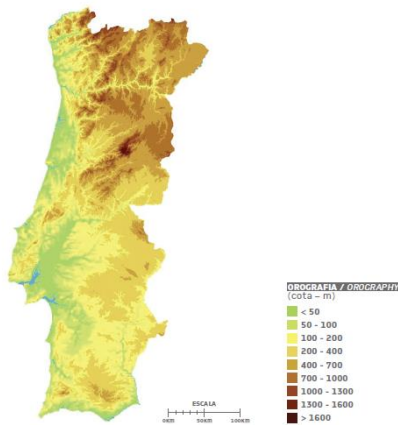 OROGRAFIA / OROGRAPHY
(cota – m)
< 50
50 - 100
100 - 200
200 - 400
400 - 700
700 - 1000
1000 - 1300
1300 - 1600
> 1600
ESCALA